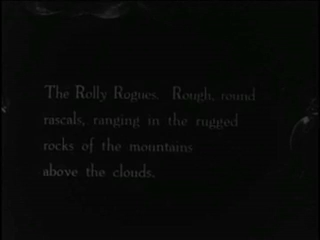 The Rolly Rogues. Rough, round
rascals, ranging in the rugged
rocks of the mountains
above the clouds.